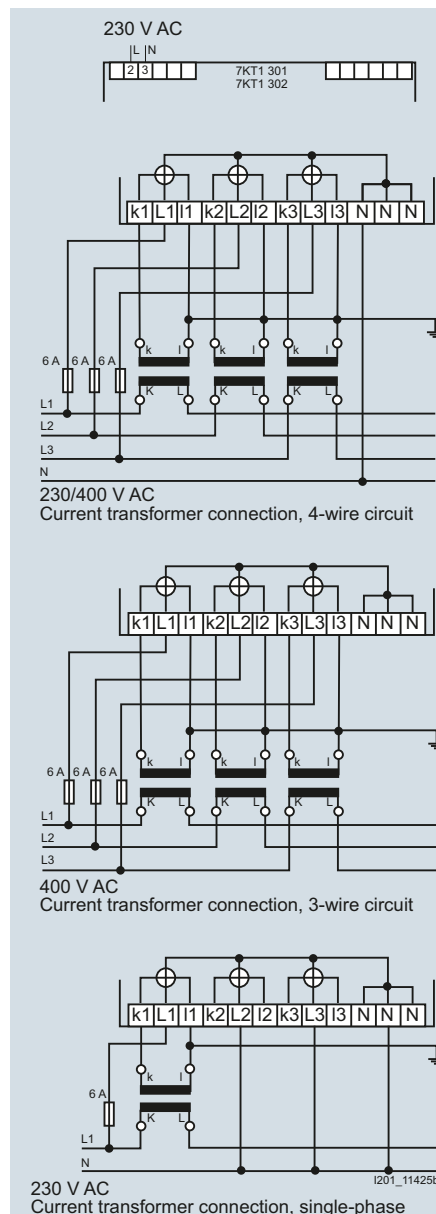 230 V AC
L N
2 3
7KT1 301
7KT1 302
k1 L1 l1 k2 L2 l2 k3 L3 l3 N N N
k l k l k l
6 A 6 A 6 A
K L K L K L
L1
L2
L3
N
230/400 V AC
Current transformer connection, 4-wire circuit
k1 L1 l1 k2 L2 l2 k3 L3 l3 N N N
k l k l k l
6 A 6 A 6 A
K L K L K L
L1
L2
L3
400 V AC
Current transformer connection, 3-wire circuit
k1 L1 l1 k2 L2 l2 k3 L3 l3 N N N
k l
6 A
K L
L1
N
I201_11425b
230 V AC
Current transformer connection, single-phase